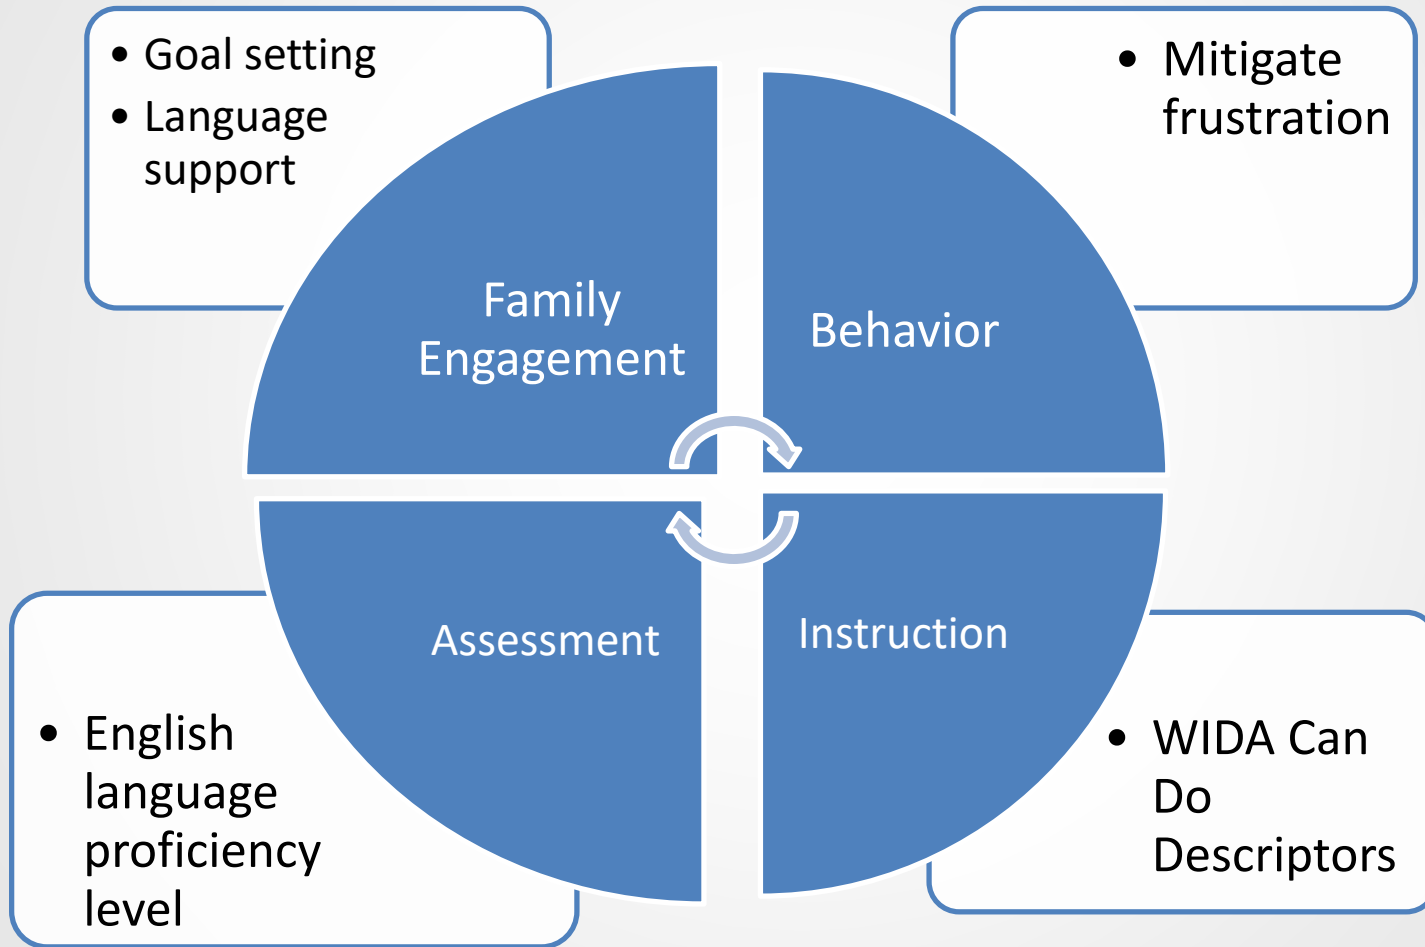 • Goal setting
• Language
support
• Mitigate
frustration
Family
Engagement
Behavior
Assessment
Instruction
• English
language
proficiency
level
• WIDA Can
Do
Descriptors